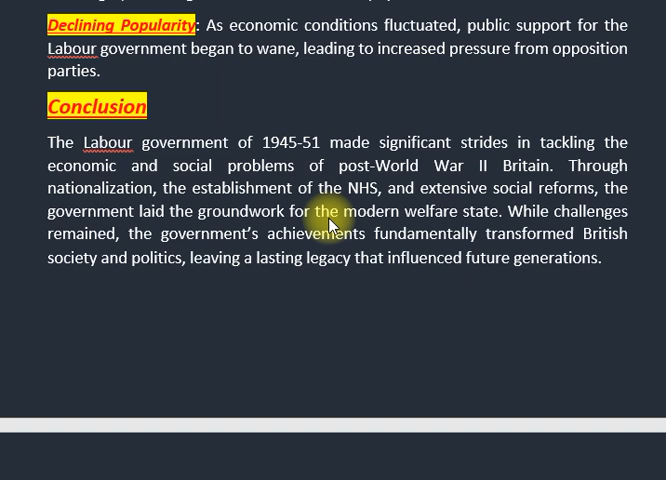 Declining Popularity: As economic conditions fluctuated, public support for the
Labour government began to wane, leading to increased pressure from opposition
parties.
Conclusion
The Labour government of 1945-51 made significant strides in tackling the
economic and social problems of post-World War II Britain. Through
nationalization, the establishment of the NHS, and extensive social reforms, the
government laid the groundwork for the modern welfare state. While challenges
remained, the government's achievements fundamentally transformed British
society and politics, leaving a lasting legacy that influenced future generations.